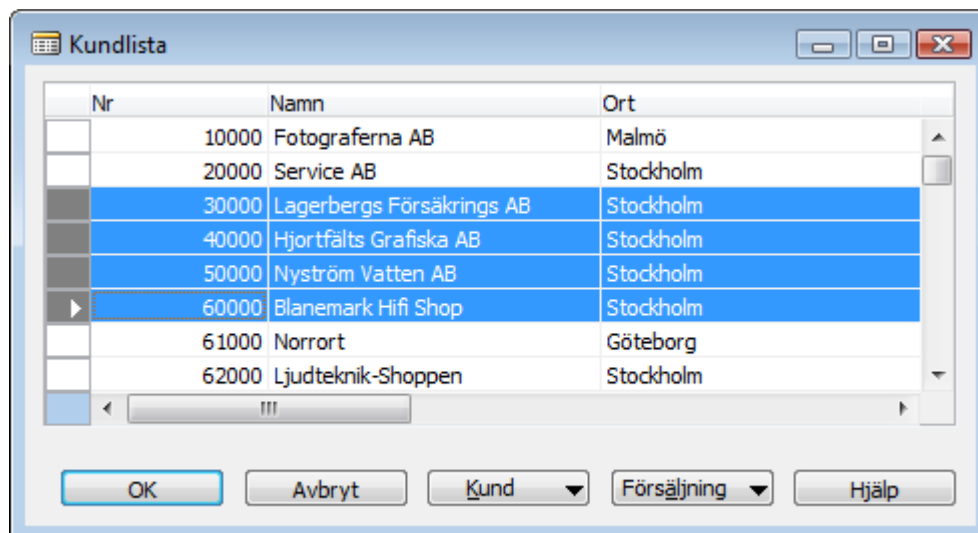 Kundlista
Nr Namn Ort
10000 Fotograferna AB Malmö
20000 Service AB Stockholm
30000 Lagerbergs Försäkrings AB Stockholm
40000 Hjortfälts Grafiska AB Stockholm
50000 Nyström Vatten AB Stockholm
60000 Blanemark Hifi Shop Stockholm
61000 Norrort Göteborg
62000 Ljudteknik-Shoppen Stockholm
OK Avbryt Kund Försäljning Hjälp